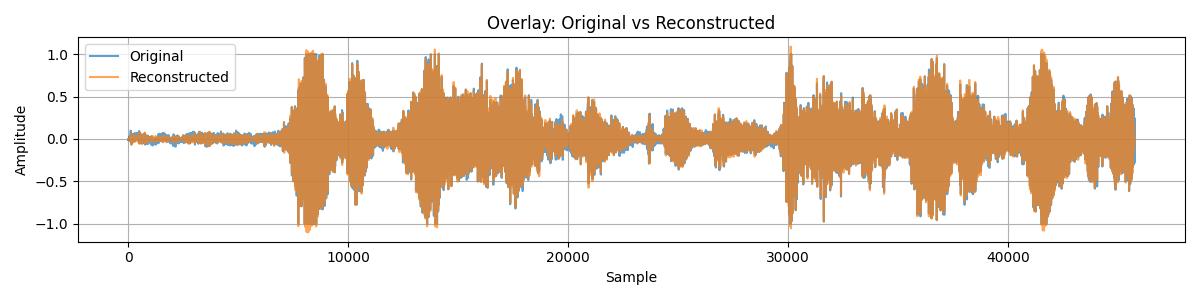 Overlay: Original vs Reconstructed
Original
Reconstructed
Amplitude
1.0
0.5
0.0
−0.5
−1.0
0 10000 20000 30000 40000
Sample